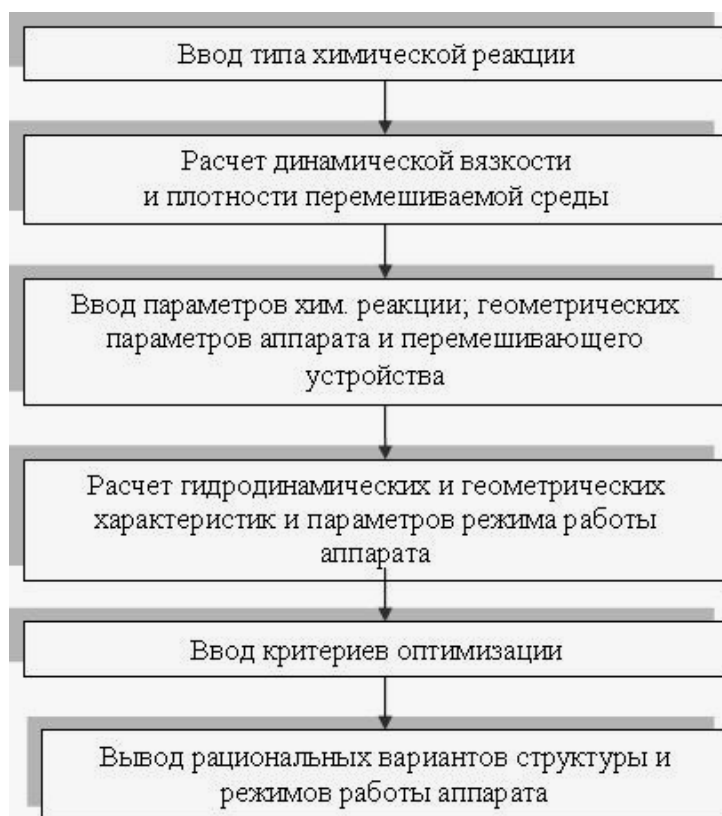 Ввод типа химической реакции
Расчет динамической вязкости
и плотности перемешиваемой среды
Ввод параметров хим. реакции; геометрических
параметров аппарата и перемешивающего
устройства
Расчет гидродинамических и геометрических
характеристик и параметров режима работы
аппарата
Ввод критериев оптимизации
Вывод рациональных вариантов структуры и
режимов работы аппарата